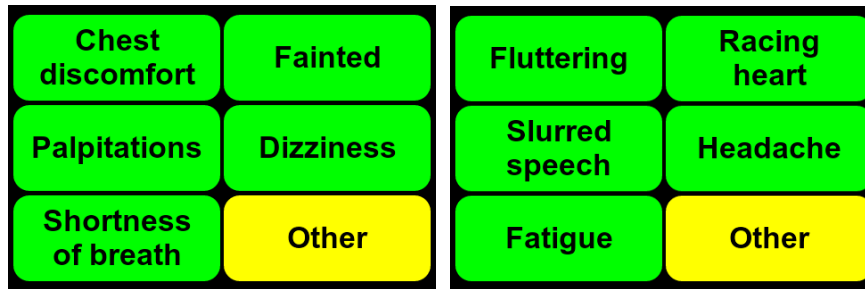 Chest
discomfort
Fainted
Palpitations
Dizziness
Shortness
of breath
Other
Fluttering
Racing
heart
Slurred
speech
Headache
Fatigue
Other